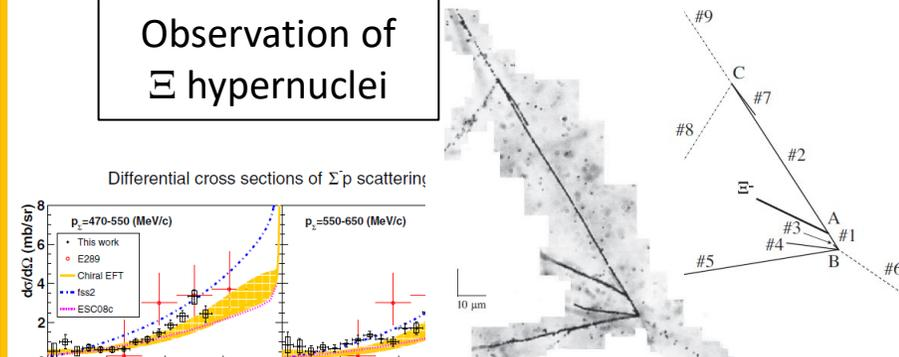 Observation of
Ξ hypernuclei
Differential cross sections of Σ⁻p scattering
dσ/dΩ (mb/sr)
8
6
4
2
p_Σ=470-550 (MeV/c)
This work
E289
Chiral EFT
fss2
ESC08c
p_Σ=550-650 (MeV/c)
10 μm
#9
C
#7
#8
#2
Ξ⁻
A
#3
#1
#4
B
#5
#6